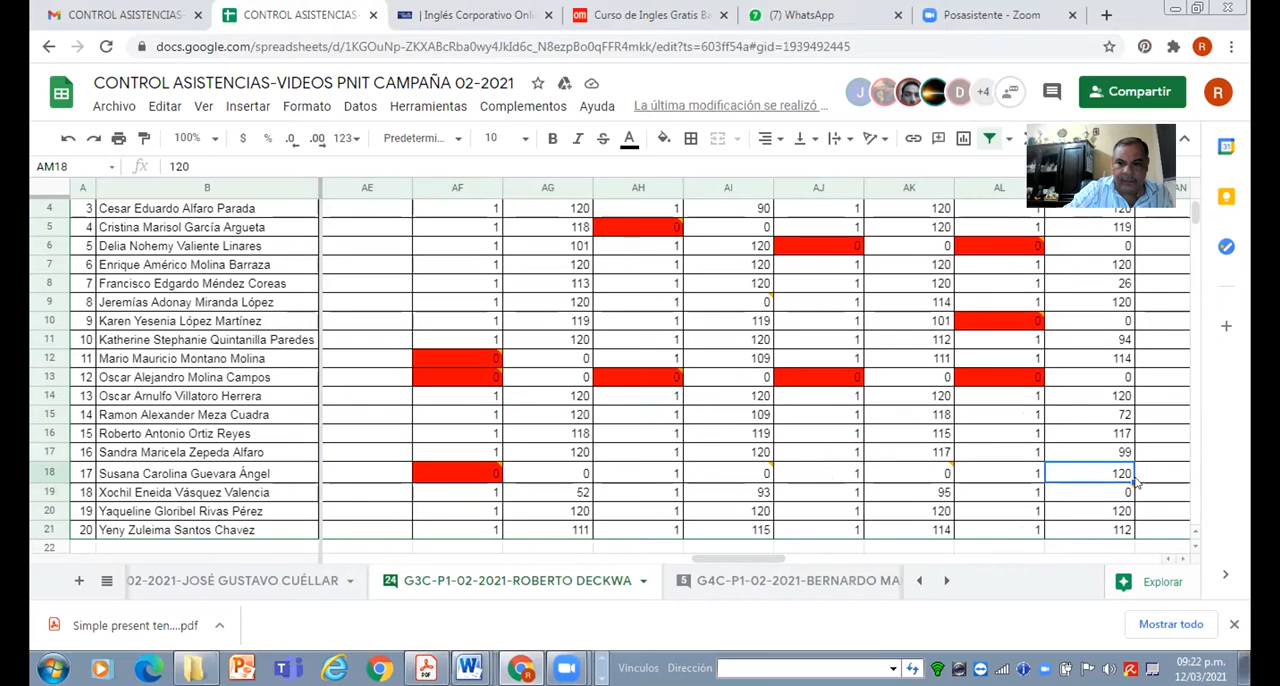 CONTROL ASISTENCIAS-
CONTROL ASISTENCIAS-
| Inglés Corporativo Onli
Curso de Ingles Gratis Ba
(7) WhatsApp
Posasistente - Zoom
docs.google.com/spreadsheets/d/1KGOuNp-ZKXABcRba0wy4JkId6c_N8ezpBo0qFFR4mkk/edit?ts=603ff54a#gid=1939492445
R
CONTROL ASISTENCIAS-VIDEOS PNIT CAMPAÑA 02-2021
J
D
+4
Compartir
R
Archivo Editar Ver Insertar Formato Datos Herramientas Complementos Ayuda La última modificación se realizó ...
100% $ % .0 .00 123 Predetermi... 10 B I S A
AM18 fx 120
A B AE AF AG AH AI AJ AK AL AN
4 3 Cesar Eduardo Alfaro Parada 1 120 1 90 1 120 1 120
5 4 Cristina Marisol García Argueta 1 118 0 0 1 120 1 119
6 5 Delia Nohemy Valiente Linares 1 101 1 120 0 0 0 0
7 6 Enrique Américo Molina Barraza 1 120 1 120 1 120 1 120
8 7 Francisco Edgardo Méndez Coreas 1 113 1 120 1 120 1 26
9 8 Jeremías Adonay Miranda López 1 120 1 0 1 114 1 120
10 9 Karen Yesenia López Martínez 1 119 1 119 1 101 0 0
11 10 Katherine Stephanie Quintanilla Paredes 1 120 1 120 1 112 1 94
12 11 Mario Mauricio Montano Molina 0 0 1 109 1 111 1 114
13 12 Oscar Alejandro Molina Campos 0 0 0 0 0 0 0 0
14 13 Oscar Arnulfo Villatoro Herrera 1 120 1 120 1 120 1 120
15 14 Ramon Alexander Meza Cuadra 1 120 1 109 1 118 1 72
16 15 Roberto Antonio Ortiz Reyes 1 118 1 119 1 115 1 117
17 16 Sandra Maricela Zepeda Alfaro 1 120 1 120 1 117 1 99
18 17 Susana Carolina Guevara Ángel 0 0 1 0 1 0 1 120
19 18 Xochil Eneida Vásquez Valencia 1 52 1 93 1 95 1 0
20 19 Yaqueline Gloribel Rivas Pérez 1 120 1 120 1 120 1 120
21 20 Yeny Zuleima Santos Chavez 1 111 1 115 1 114 1 112
22
02-2021-JOSÉ GUSTAVO CUÉLLAR 24 G3C-P1-02-2021-ROBERTO DECKWA 5 G4C-P1-02-2021-BERNARDO MA Explorar
Simple present ten....pdf Mostrar todo
Vínculos Dirección
09:22 p.m.
12/03/2021